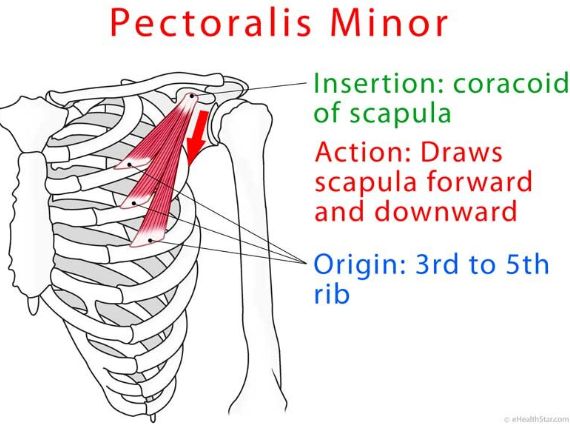 Pectoralis Minor
Insertion: coracoid
of scapula
Action: Draws
scapula forward
and downward
Origin: 3rd to 5th
rib
© eHealthStar.com